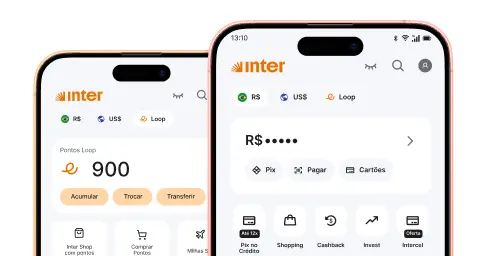 inter
R$ US$ Loop
Pontos Loop
900
Acumular Trocar Transferir
Inter Shop
com pontos
Comprar
Pontos
Milhas S
13:10
inter
R$ US$ Loop
R$
Pix Pagar Cartões
Até 12x
Oferta
Pix no
Crédito
Shopping
Cashback
Invest
Intercel